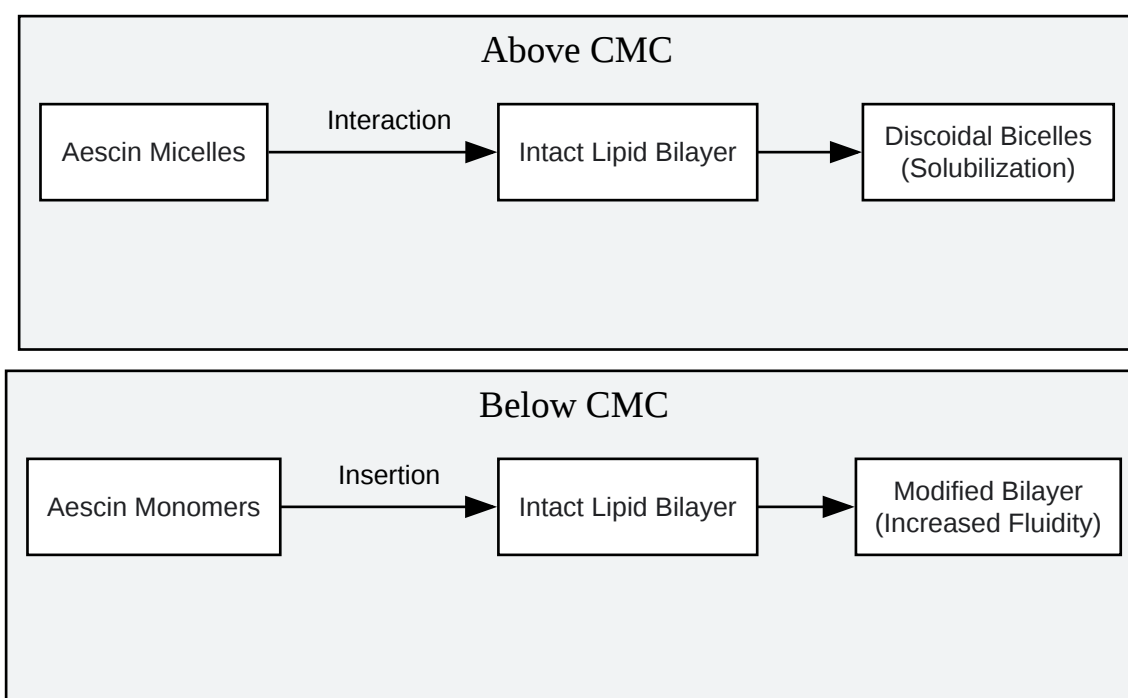 Above CMC
Interaction
Aescin Micelles
Intact Lipid Bilayer
Discoidal Bicelles
(Solubilization)
Below CMC
Insertion
Aescin Monomers
Intact Lipid Bilayer
Modified Bilayer
(Increased Fluidity)